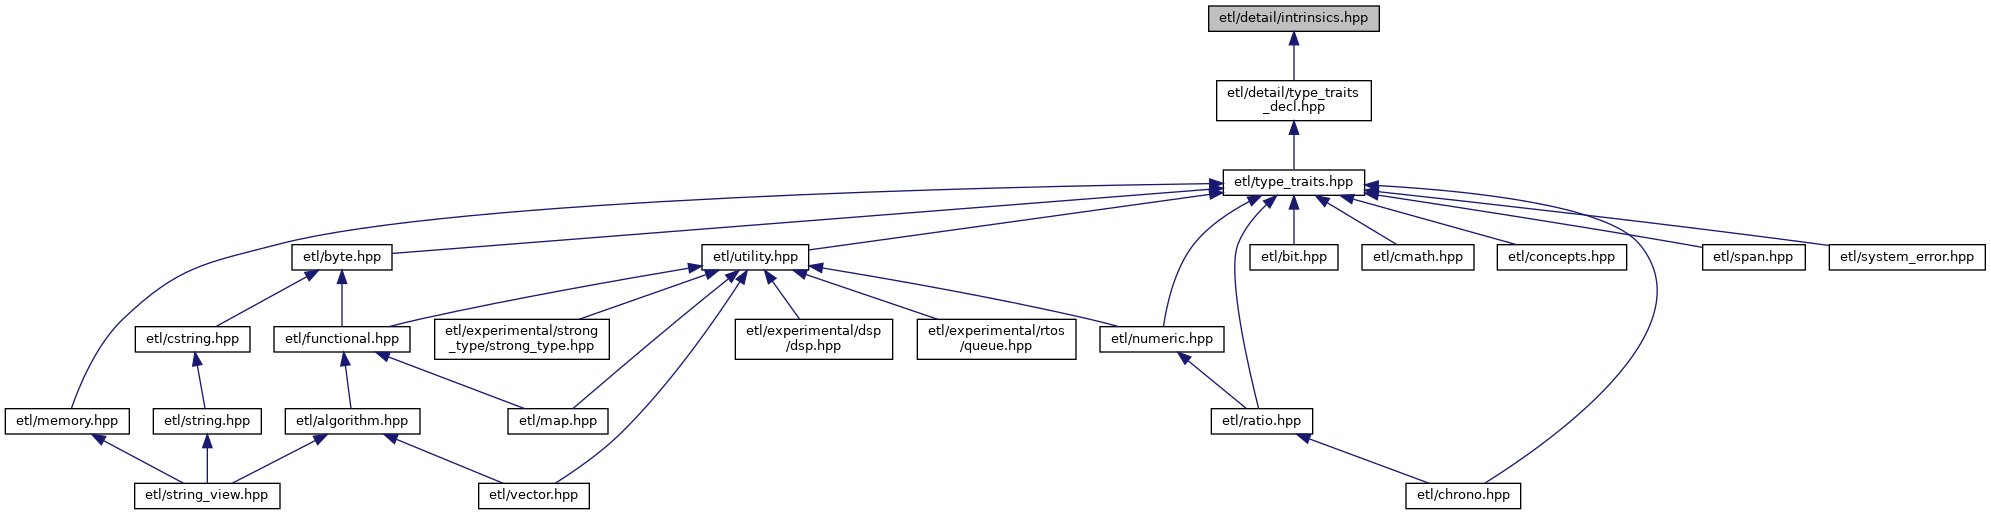 etl/detail/intrinsics.hpp
etl/detail/type_traits
_decl.hpp
etl/type_traits.hpp
etl/byte.hpp
etl/utility.hpp
etl/bit.hpp
etl/cmath.hpp
etl/concepts.hpp
etl/span.hpp
etl/system_error.hpp
etl/cstring.hpp
etl/functional.hpp
etl/experimental/strong
_type/strong_type.hpp
etl/experimental/dsp
/dsp.hpp
etl/experimental/rtos
/queue.hpp
etl/numeric.hpp
etl/memory.hpp
etl/string.hpp
etl/algorithm.hpp
etl/map.hpp
etl/ratio.hpp
etl/string_view.hpp
etl/vector.hpp
etl/chrono.hpp